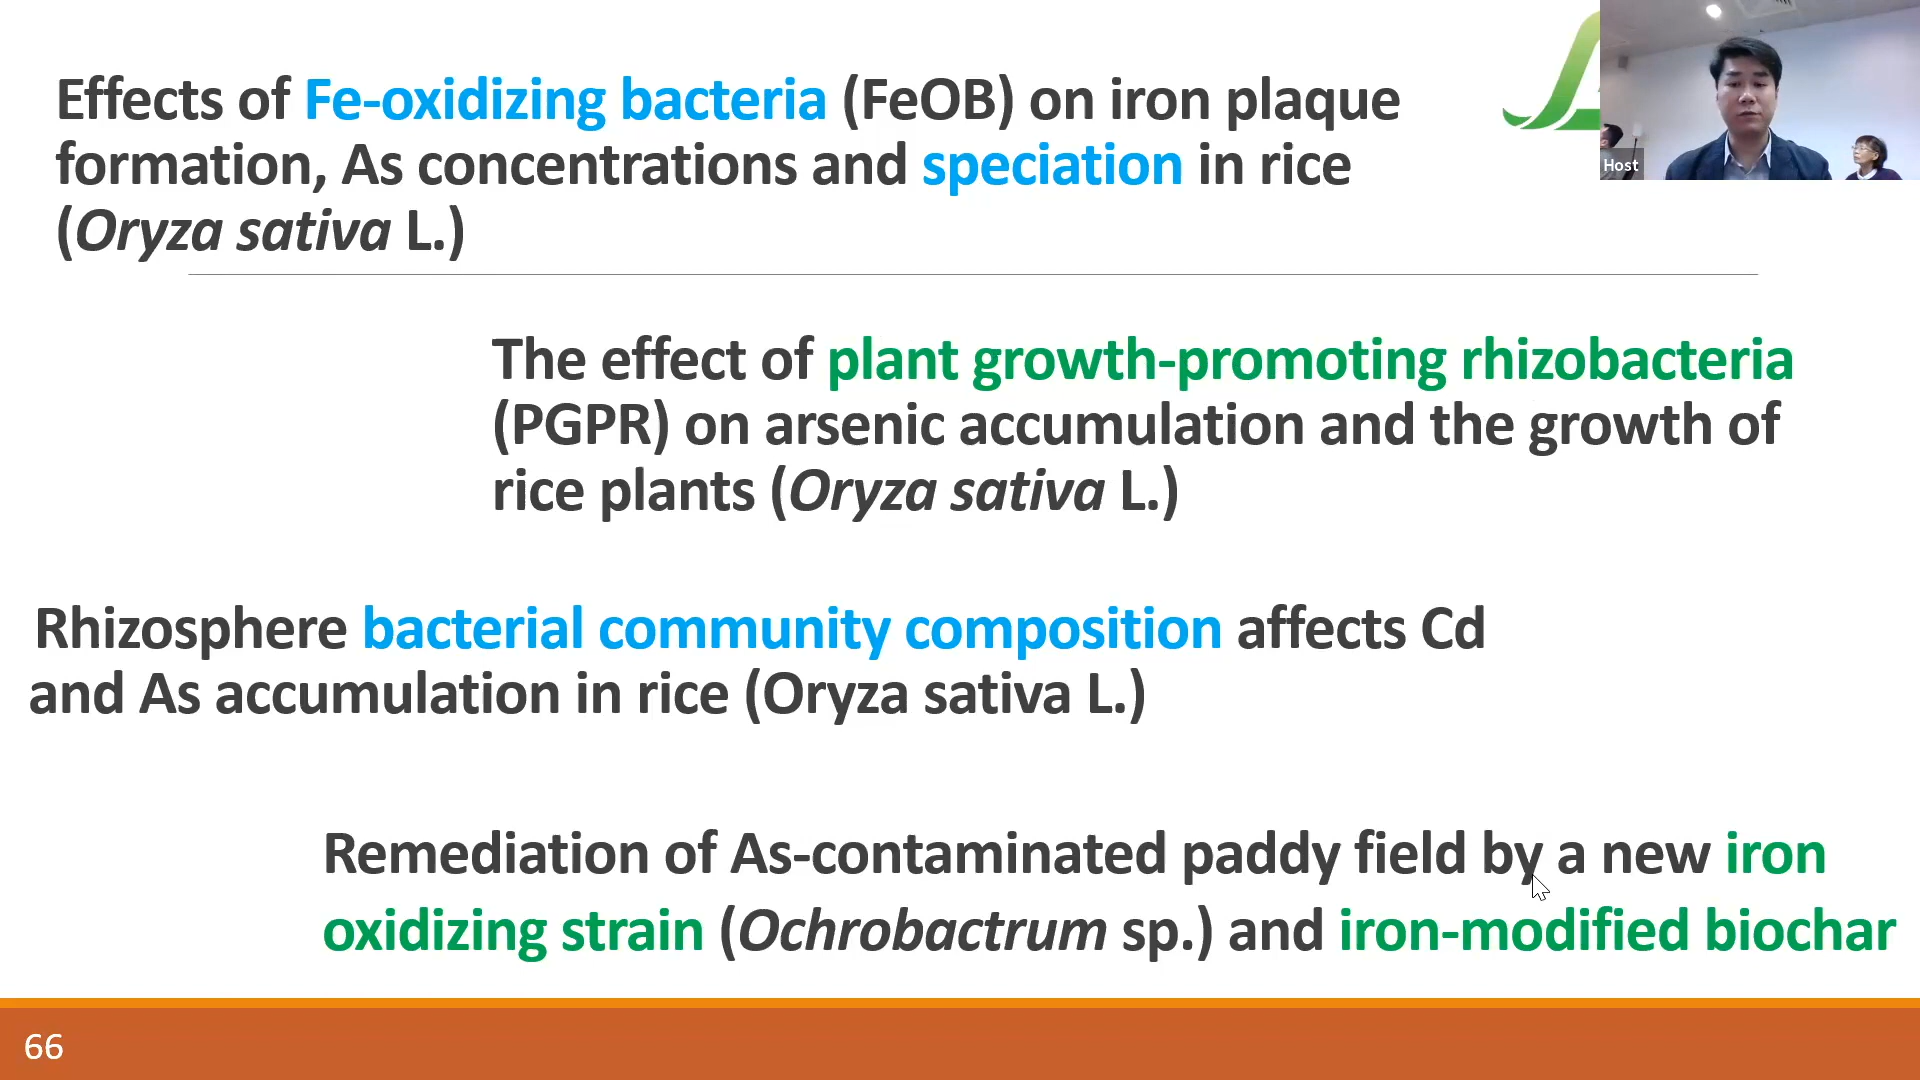 Effects of Fe-oxidizing bacteria (FeOB) on iron plaque
formation, As concentrations and speciation in rice
(Oryza sativa L.)
Host
The effect of plant growth-promoting rhizobacteria
(PGPR) on arsenic accumulation and the growth of
rice plants (Oryza sativa L.)
Rhizosphere bacterial community composition affects Cd
and As accumulation in rice (Oryza sativa L.)
Remediation of As-contaminated paddy field by a new iron
oxidizing strain (Ochrobactrum sp.) and iron-modified biochar
66